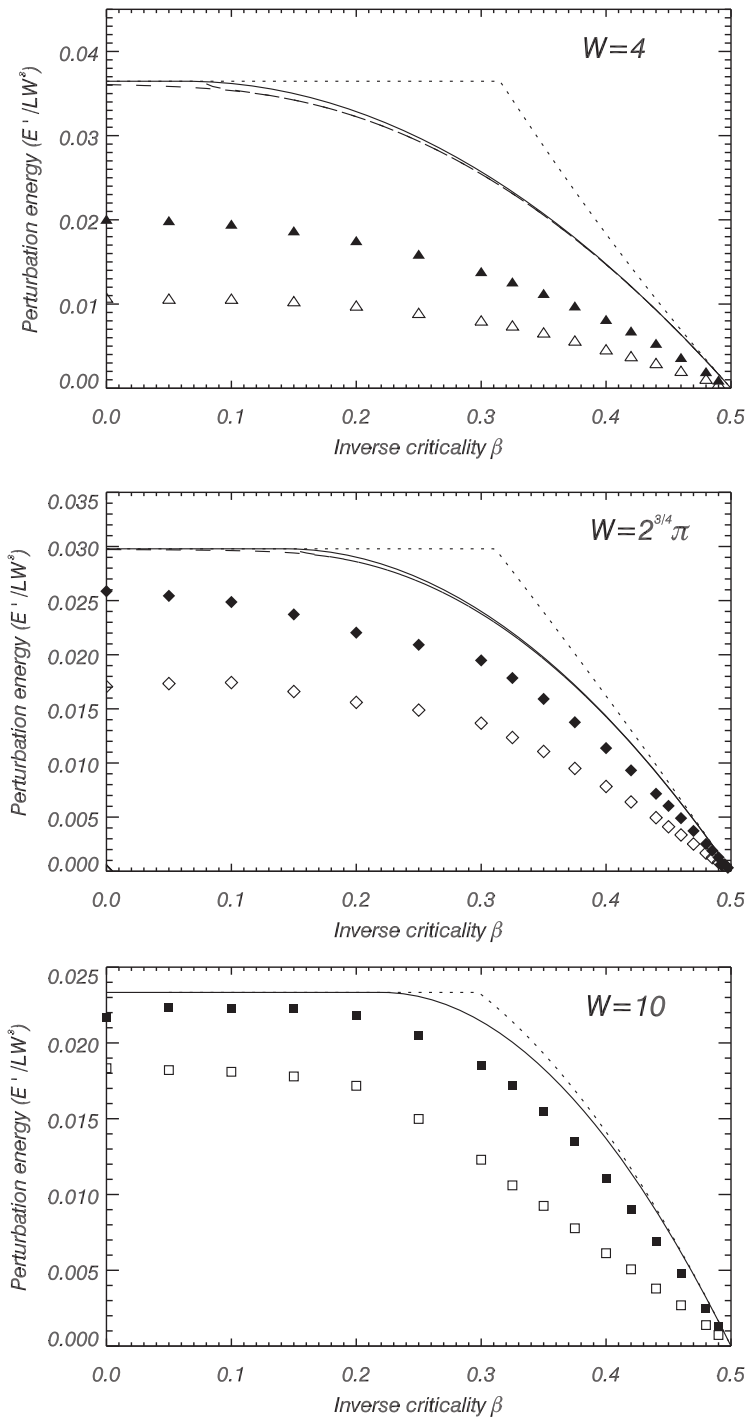 W=4
0.04
0.03
0.02
0.01
0.00
Perturbation energy (E'/LW³)
0.0 0.1 0.2 0.3 0.4 0.5
Inverse criticality β
W=2^3/4 π
0.035
0.030
0.025
0.020
0.015
0.010
0.005
0.000
Perturbation energy (E'/LW³)
0.0 0.1 0.2 0.3 0.4 0.5
Inverse criticality β
W=10
0.025
0.020
0.015
0.010
0.005
0.000
Perturbation energy (E'/LW³)
0.0 0.1 0.2 0.3 0.4 0.5
Inverse criticality β